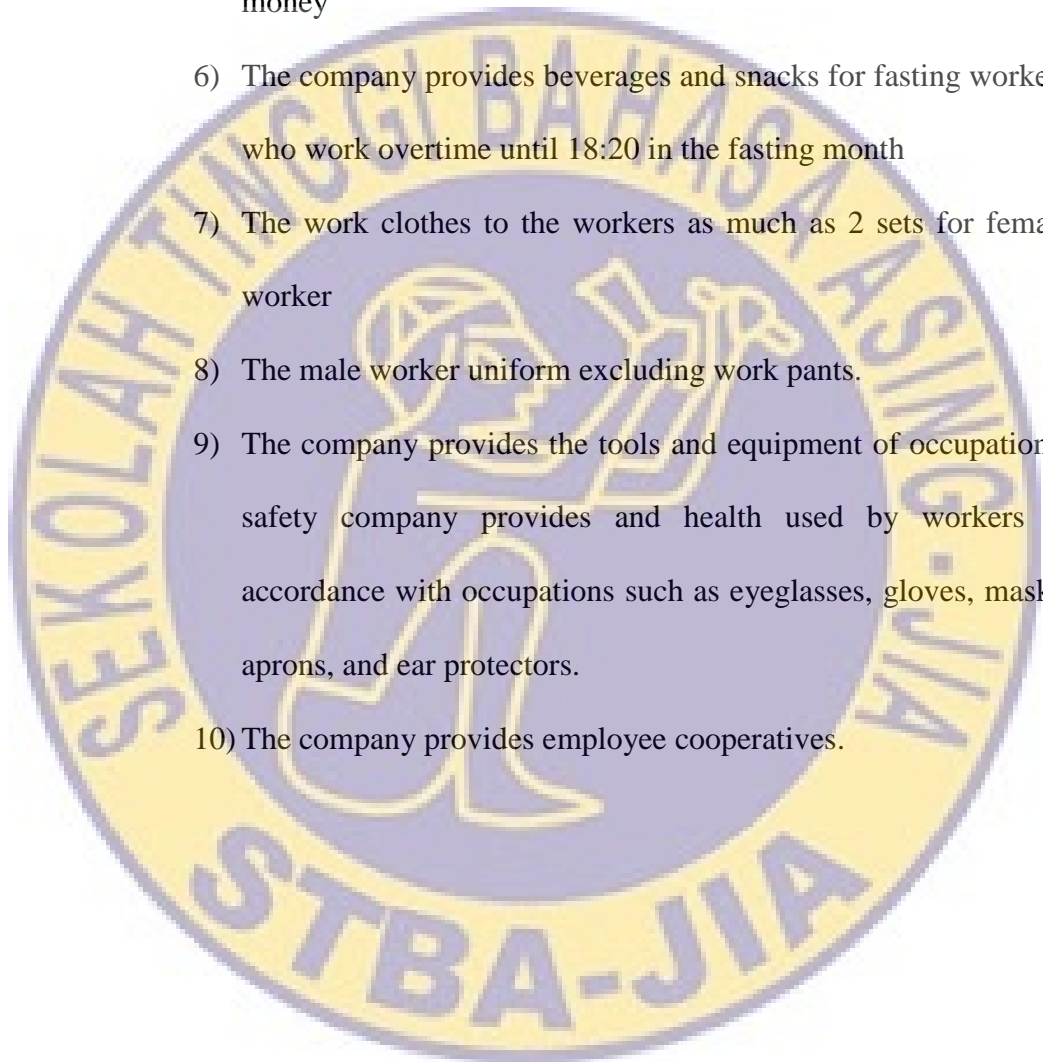 money
6) The company provides beverages and snacks for fasting worke
who work overtime until 18:20 in the fasting month
7) The work clothes to the workers as much as 2 sets for fema
worker
8) The male worker uniform excluding work pants.
9) The company provides the tools and equipment of occupation
safety company provides and health used by workers
accordance with occupations such as eyeglasses, gloves, mask
aprons, and ear protectors.
10) The company provides employee cooperatives.
SEKOLAH TINGGI BAHASA ASING - JIA
STBA-JIA